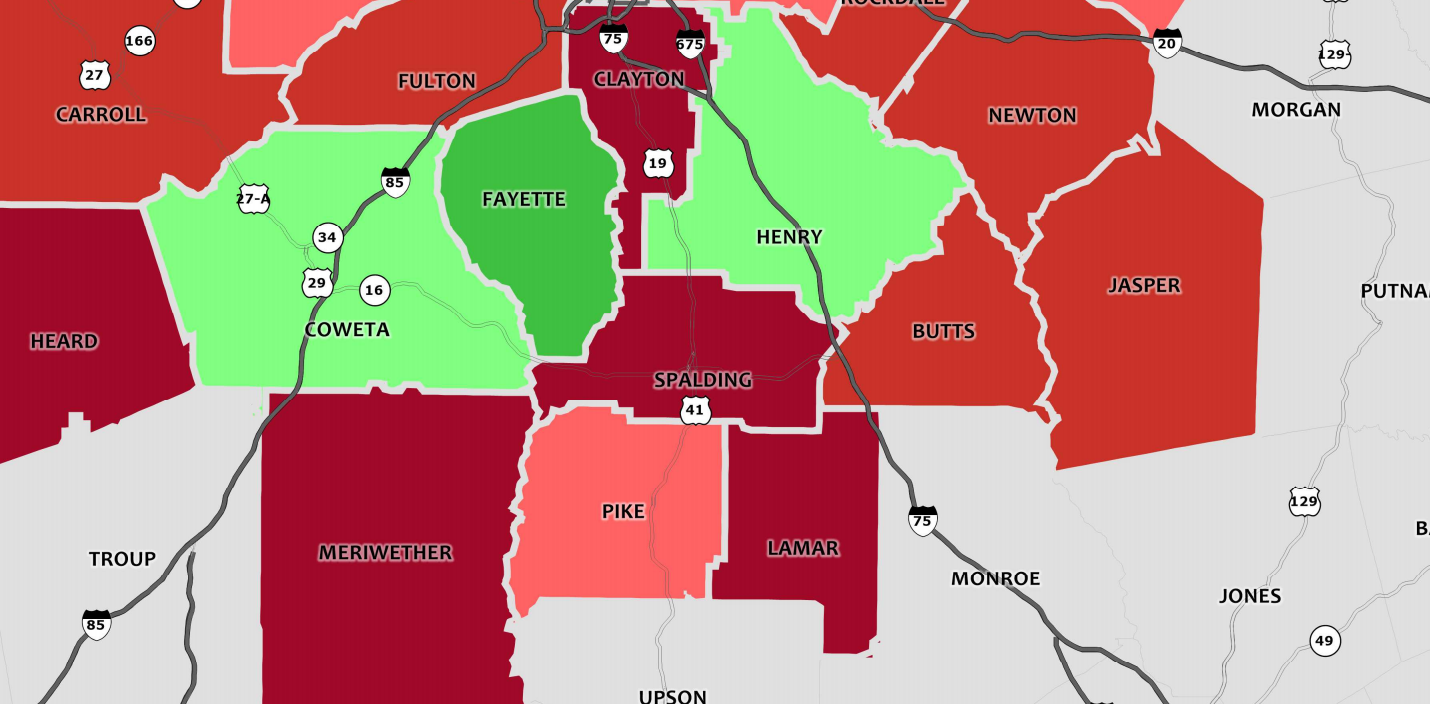 ROCKDALE
129-
166
75
675
20
27
FULTON
CLAYTON
CARROLL
NEWTON
MORGAN
19
85
27-A
FAYETTE
34
HENRY
29
16
JASPER
PUTNA
COWETA
BUTTS
HEARD
SPALDING
41
PIKE
129
75
B
LAMAR
MERIWETHER
TROUP
MONROE
JONES
85
49
UPSON